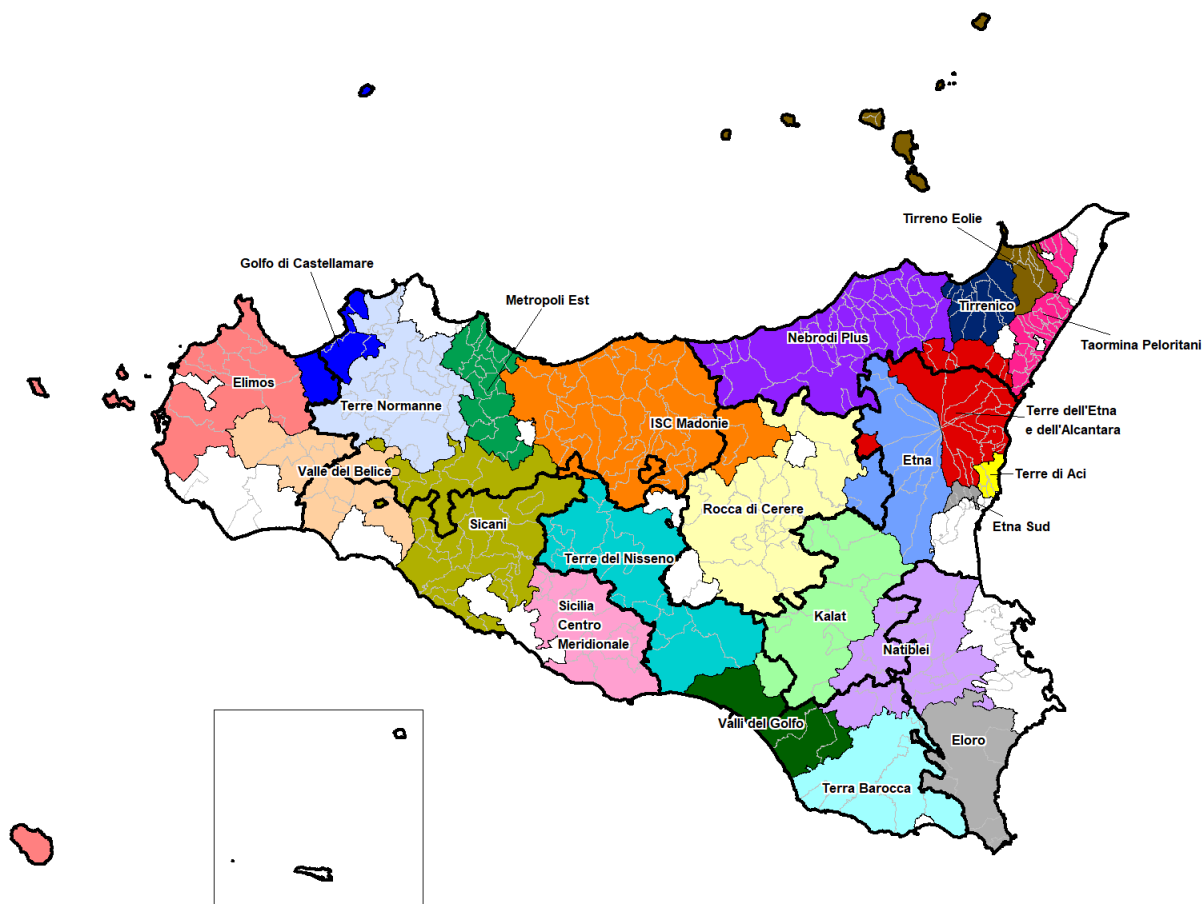 Tirreno Eolie
Golfo di Castellamare
Metropoli Est
Tirrenico
Nebrodi Plus
Taormina Peloritani
Elimos
Terre Normanne
ISC Madonie
Terre dell'Etna
e dell'Alcantara
Valle del Belice
Etna
Terre di Aci
Rocca di Cerere
Sicani
Etna Sud
Terre del Nisseno
Sicilia
Centro
Meridionale
Kalat
Natiblei
Valli del Golfo
Eloro
Terra Barocca